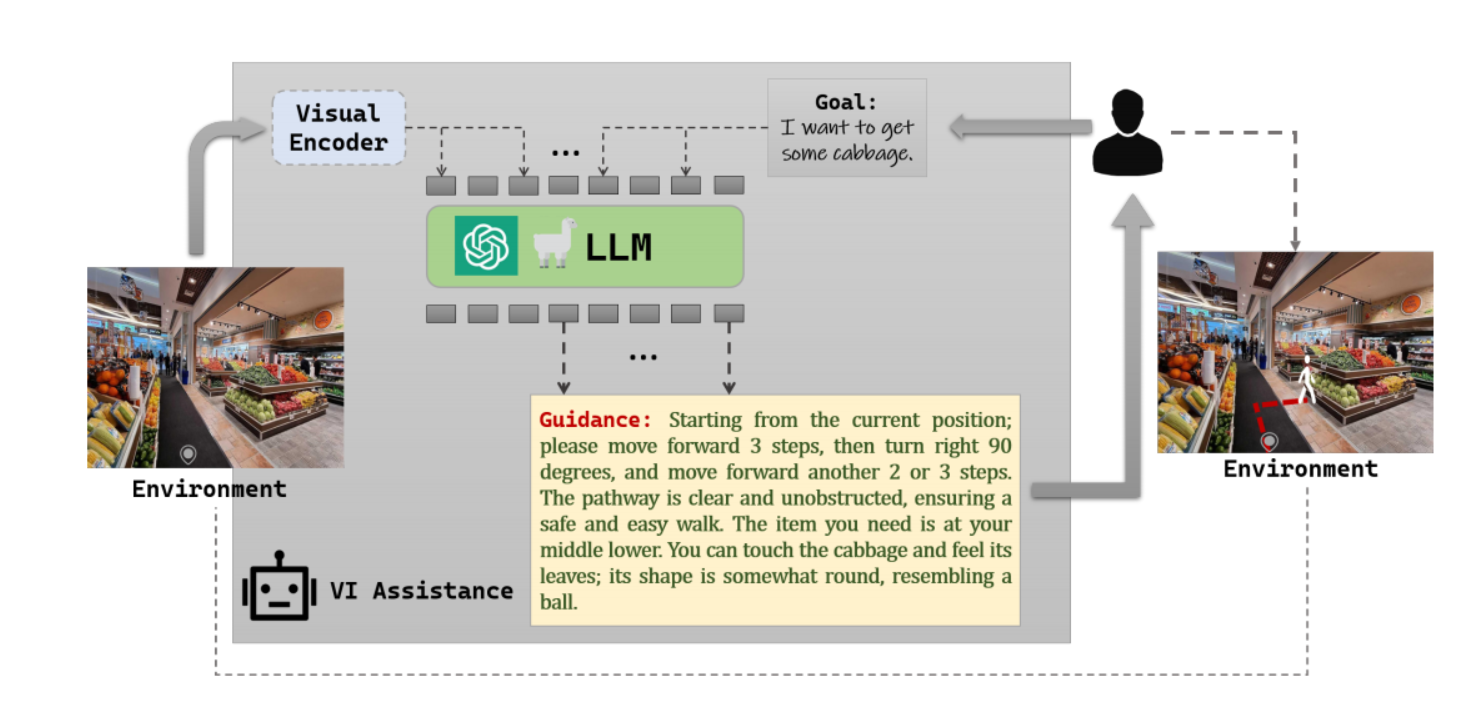 Visual
Encoder
...
Goal:
I want to get
some cabbage.
LLM
...
Guidance: Starting from the current position;
please move forward 3 steps, then turn right 90
degrees, and move forward another 2 or 3 steps.
The pathway is clear and unobstructed, ensuring a
safe and easy walk. The item you need is at your
middle lower. You can touch the cabbage and feel its
leaves; its shape is somewhat round, resembling a
ball.
Environment
Environment
VI Assistance